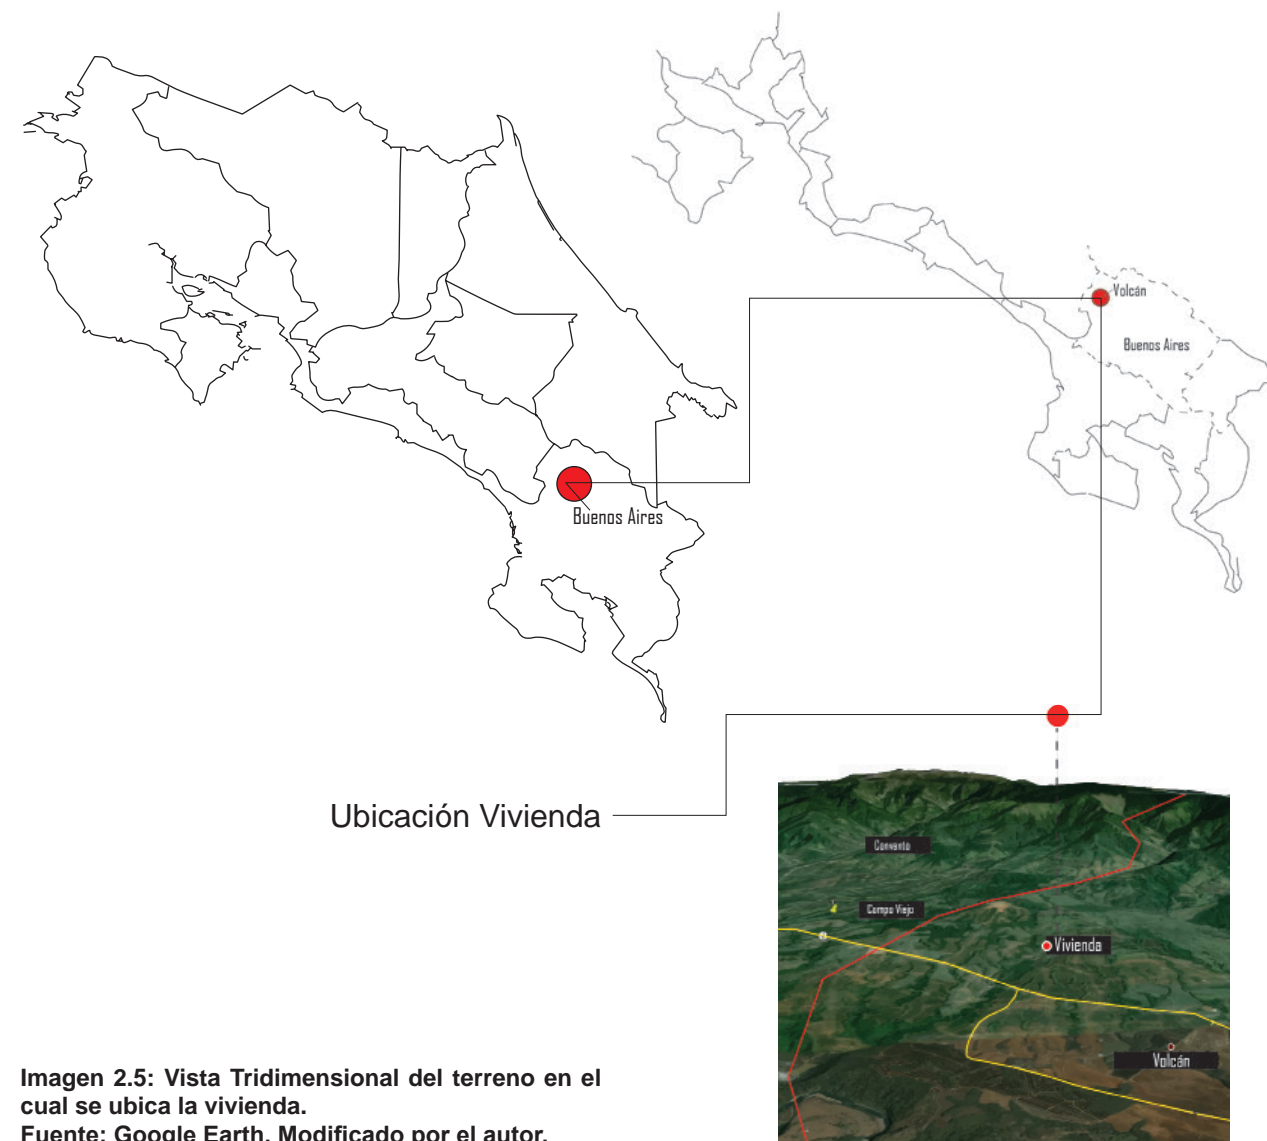 Volcán
Buenos Aires
Buenos Aires
Ubicación Vivienda
Convento
Campo Viejo
Vivienda
Volcán
Imagen 2.5: Vista Tridimensional del terreno en el
cual se ubica la vivienda.
Fuente: Google Earth. Modificado por el autor.